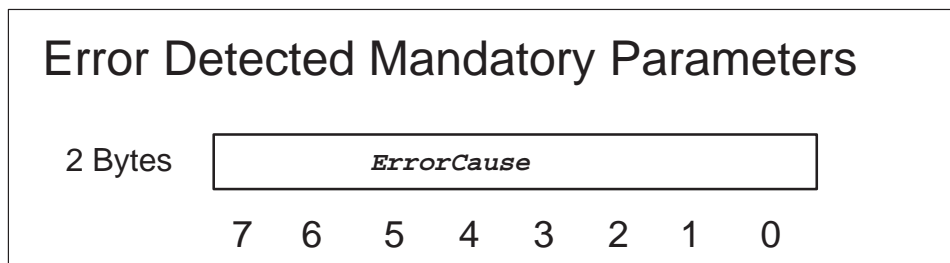 Error Detected Mandatory Parameters
2 Bytes ErrorCause
7 6 5 4 3 2 1 0